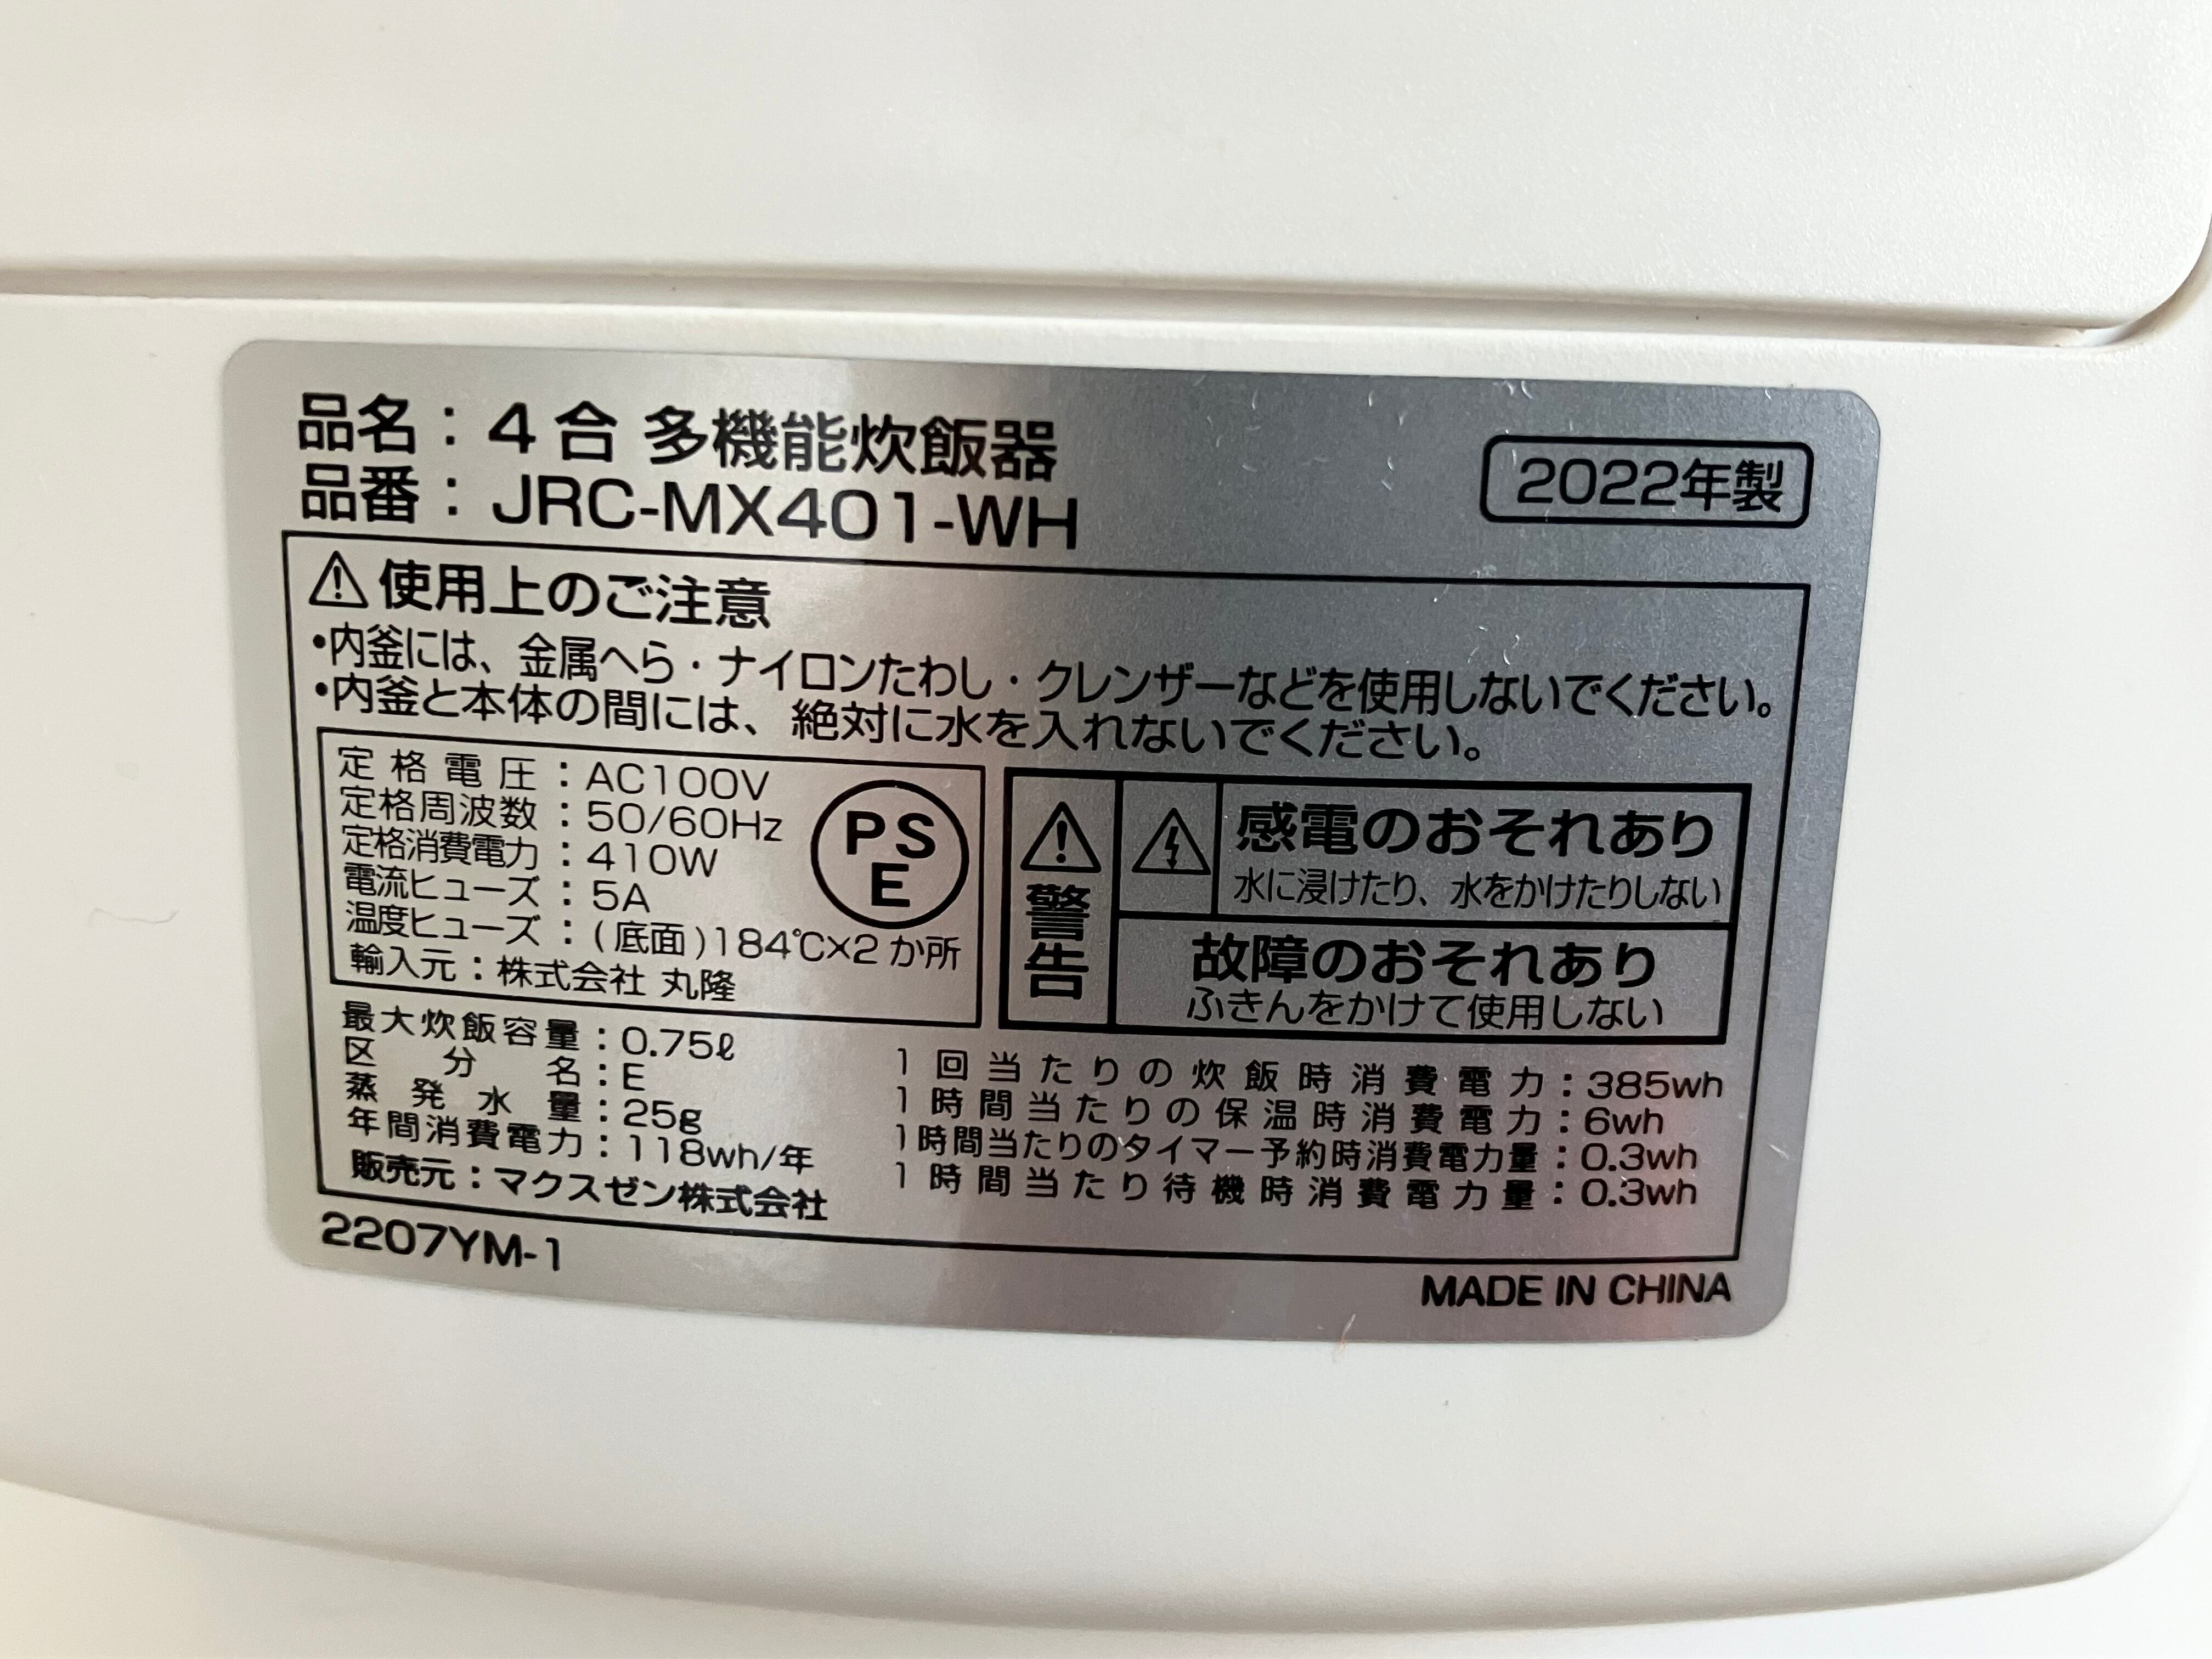 品名：4合 多機能炊飯器
品番：JRC-MX401-WH
2022年製
使用上のご注意
•内釜には、金属へら・ナイロンたわし・クレンザーなどを使用しないでください。
•内釜と本体の間には、絶対に水を入れないでください。
定格電圧：AC100V
定格周波数：50/60Hz
定格消費電力：410W
電流ヒューズ：5A
温度ヒューズ：(底面)184℃×2か所
輸入元：株式会社 丸隆
PS
E
警告
感電のおそれあり
水に浸けたり、水をかけたりしない
故障のおそれあり
ふきんをかけて使用しない
最大炊飯容量：0.75ℓ
区分名：E
蒸発水量：25g
年間消費電力：118wh/年
販売元：マクスゼン株式会社
1回当たりの炊飯時消費電力：385wh
1時間当たりの保温時消費電力：6wh
1時間当たりのタイマー予約時消費電力量：0.3wh
1時間当たり待機時消費電力量：0.3wh
2207YM-1
MADE IN CHINA